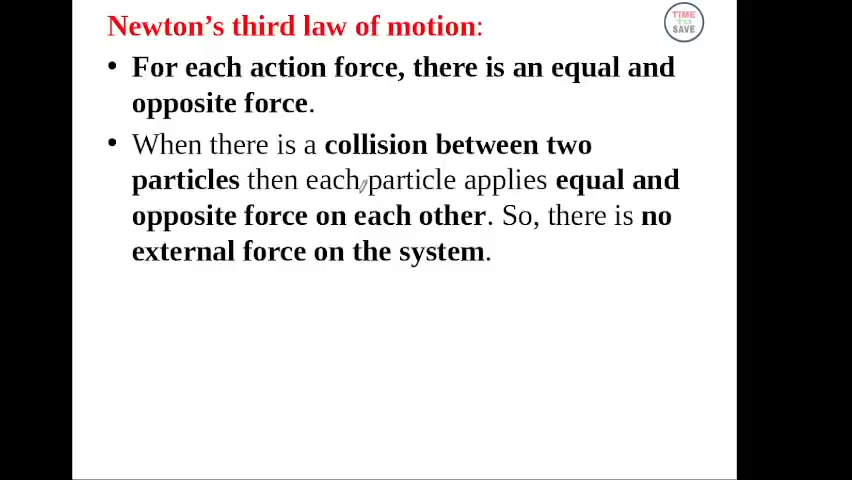 Newton’s third law of motion:
TIME
TO
SAVE
• For each action force, there is an equal and
opposite force.
• When there is a collision between two
particles then each particle applies equal and
opposite force on each other. So, there is no
external force on the system.